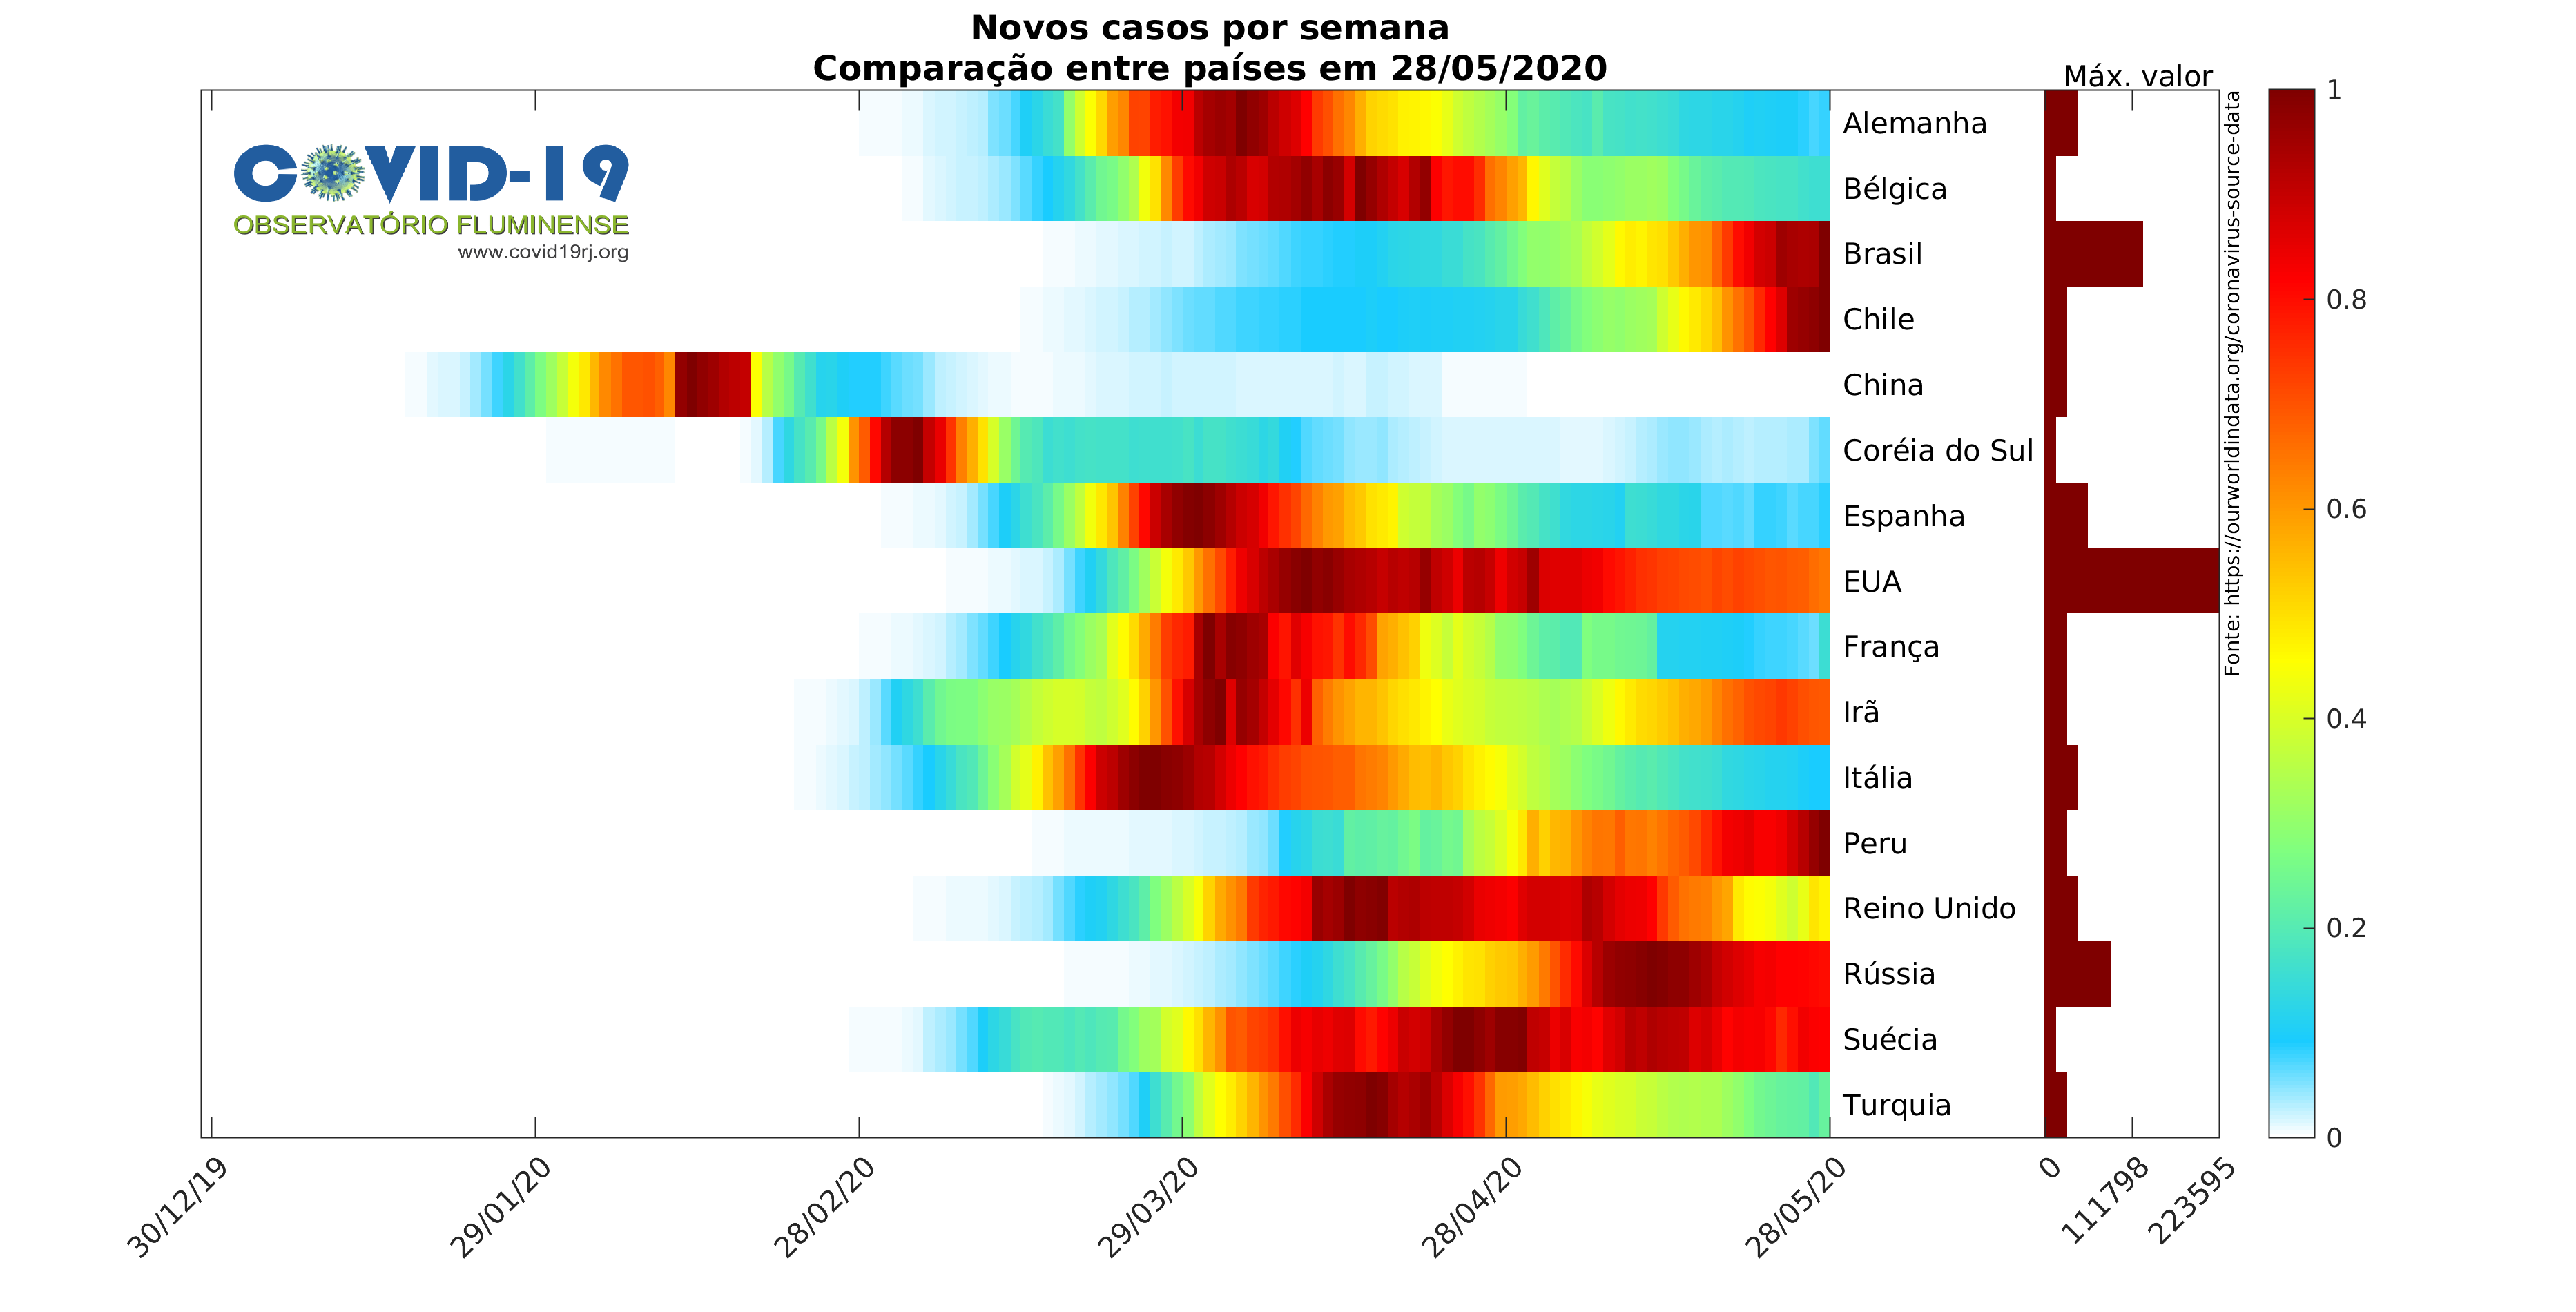 Novos casos por semana
Comparação entre países em 28/05/2020
Máx. valor
COVID-19
OBSERVATÓRIO FLUMINENSE
www.covid19rj.org
Alemanha
Bélgica
Brasil
Chile
China
Coréia do Sul
Espanha
EUA
França
Irã
Itália
Peru
Reino Unido
Rússia
Suécia
Turquia
Fonte: https://ourworldindata.org/coronavirus-source-data
1
0.8
0.6
0.4
0.2
0
30/12/19
29/01/20
28/02/20
29/03/20
28/04/20
28/05/20
0
111798
223595